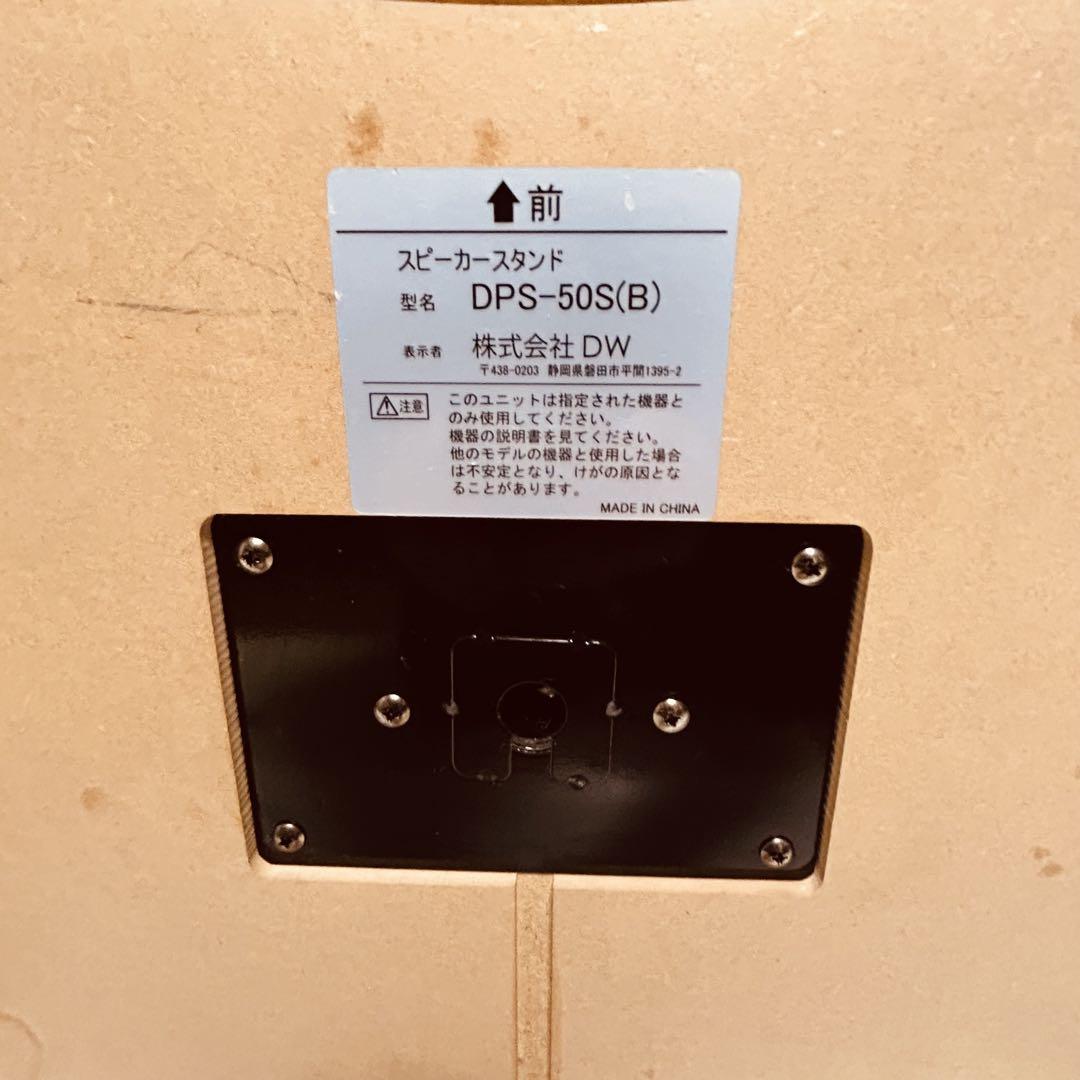 前
スピーカースタンド
型名 DPS-50S(B)
表示者 株式会社 DW
〒438-0203 静岡県磐田市平間1395-2
注意 このユニットは指定された機器と
のみ使用してください。
機器の説明書を見てください。
他のモデルの機器と使用した場合
は不安定となり、けがの原因とな
ることがあります。
MADE IN CHINA